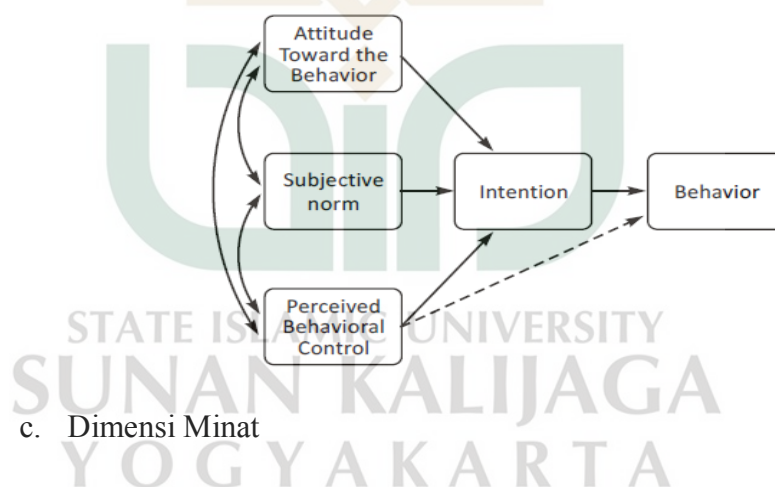 Attitude
Toward the
Behavior
Subjective
norm
Intention
Behavior
Perceived
Behavioral
Control
STATE ISLAMIC UNIVERSITY
SUNAN KALIJAGA
c. Dimensi Minat
YOGYAKARTA